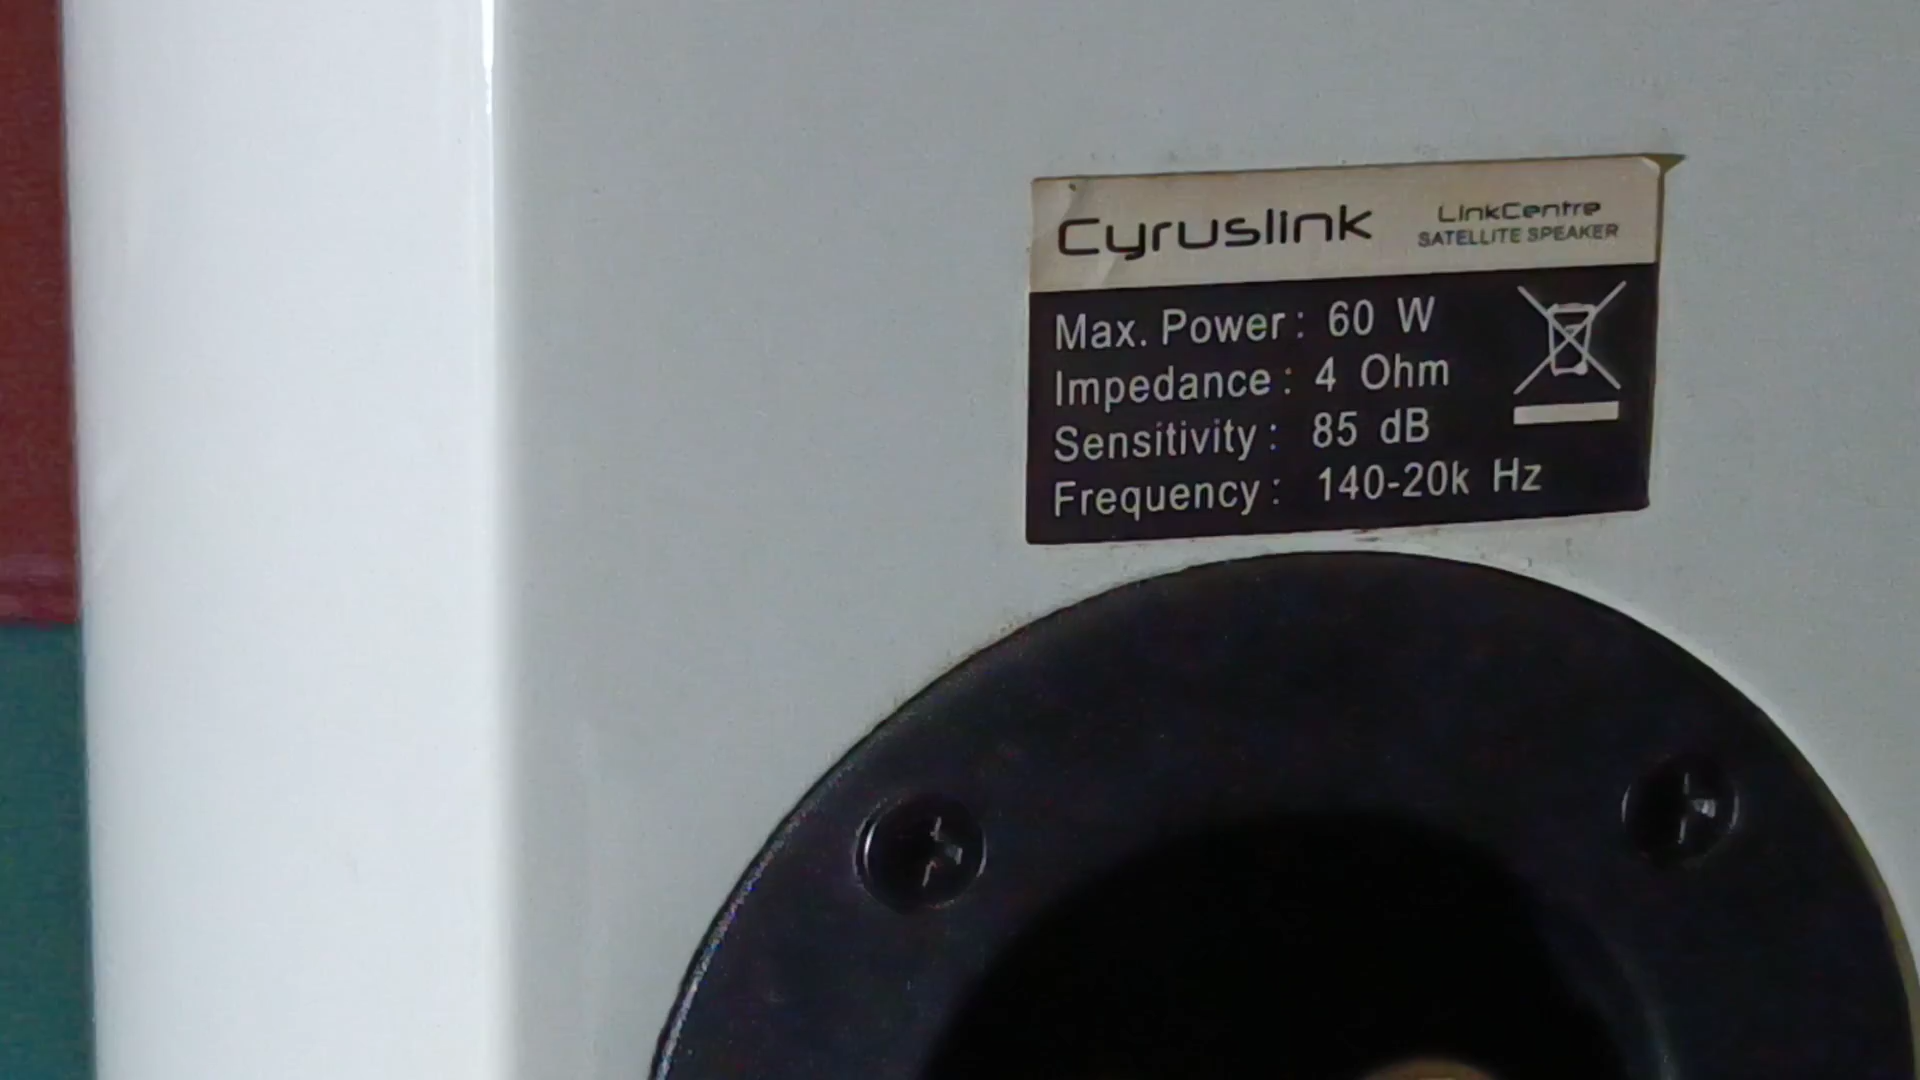 Cyruslink
LinkCentre
SATELLITE SPEAKER
Max. Power : 60 W
Impedance : 4 Ohm
Sensitivity : 85 dB
Frequency : 140-20k Hz